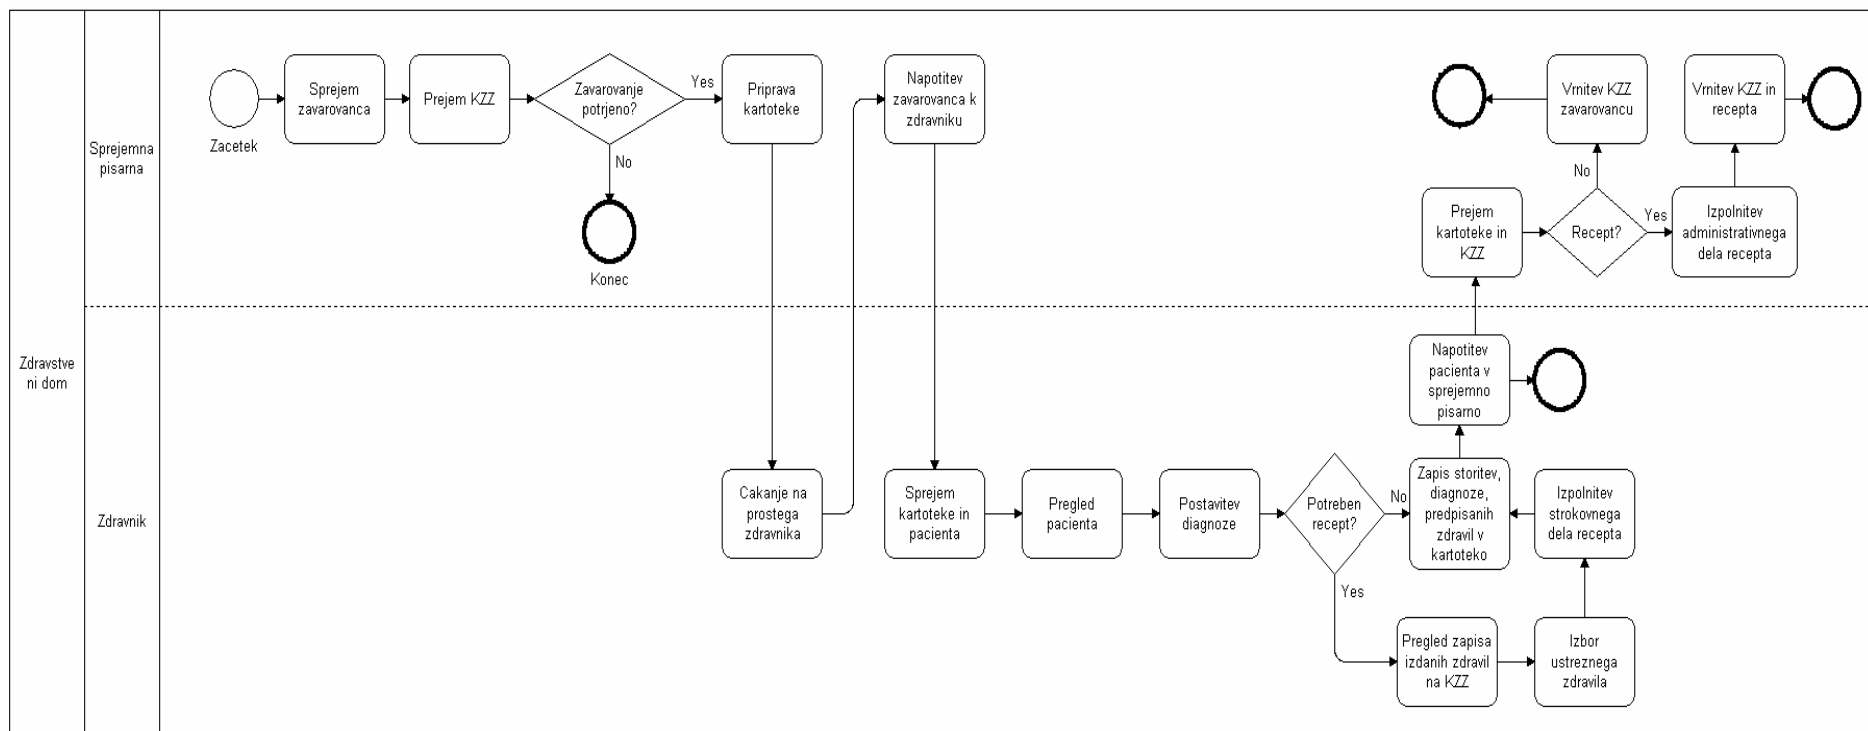 Zdravstve
ni dom
Sprejemna
pisarna
Zacetek
Sprejem
zavarovanca
Prejem KZZ
Zavarovanje
potrjeno?
Yes
No
Konec
Priprava
kartoteke
Napotitev
zavarovanca k
zdravniku
Prejem
kartoteke in
KZZ
Recept?
No
Vrnitev KZZ
zavarovancu
Yes
Izpolnitev
administrativnega
dela recepta
Vrnitev KZZ in
recepta
Zdravnik
Cakanje na
prostega
zdravnika
Sprejem
kartoteke in
pacienta
Pregled
pacienta
Postavitev
diagnoze
Potreben
recept?
No
Yes
Pregled zapisa
izdanih zdravil
na KZZ
Izbor
ustreznega
zdravila
Izpolnitev
strokovnega
dela recepta
Zapis storitev,
diagnoze,
predpisanih
zdravil v
kartoteko
Napotitev
pacienta v
sprejemno
pisarno